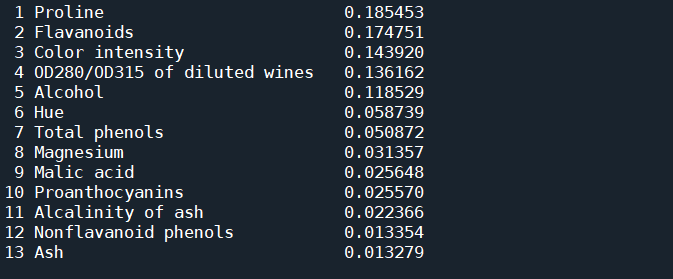 1 Proline 0.185453
2 Flavanoids 0.174751
3 Color intensity 0.143920
4 OD280/OD315 of diluted wines 0.136162
5 Alcohol 0.118529
6 Hue 0.058739
7 Total phenols 0.050872
8 Magnesium 0.031357
9 Malic acid 0.025648
10 Proanthocyanins 0.025570
11 Alcalinity of ash 0.022366
12 Nonflavanoid phenols 0.013354
13 Ash 0.013279